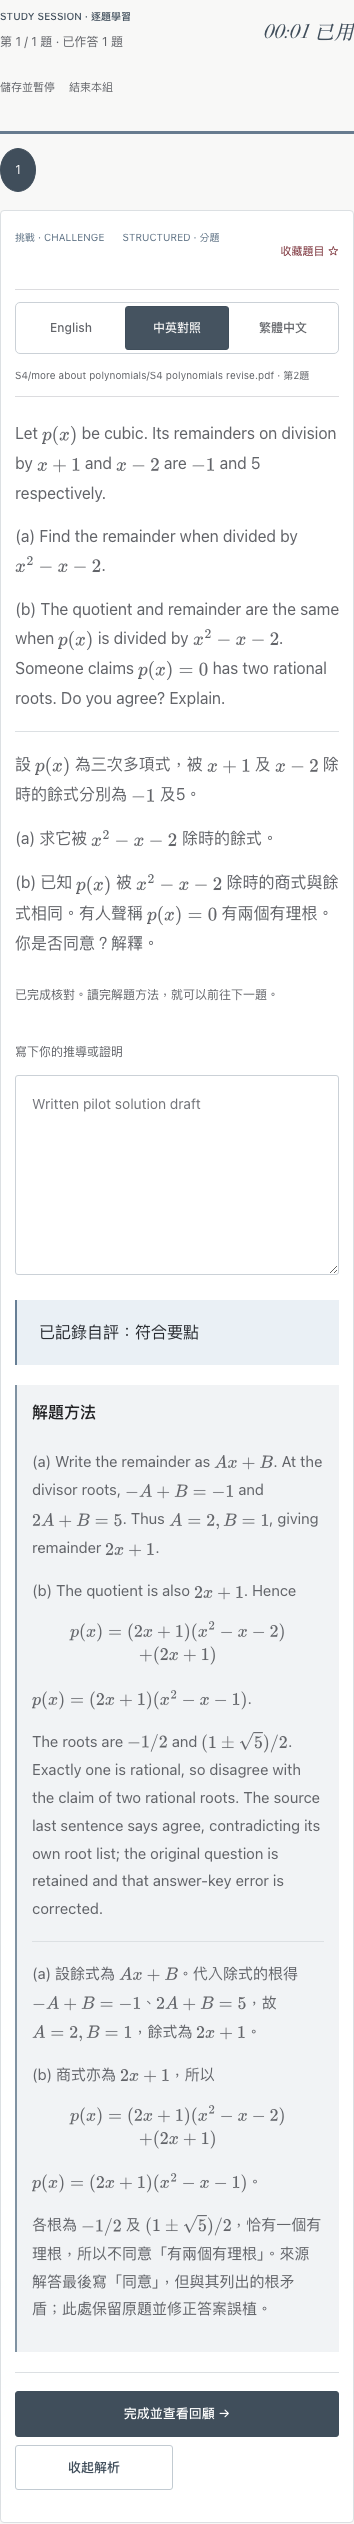 STUDY SESSION · 逐題學習
第 1 / 1 題 · 已作答 1 題
00:01 已用
儲存並暫停 結束本組
1
挑戰 · CHALLENGE STRUCTURED · 分題
收藏題目 ☆
English 中英對照 繁體中文
S4/more about polynomials/S4 polynomials revise.pdf · 第2題
Let p(x) be cubic. Its remainders on division
by x + 1 and x − 2 are −1 and 5
respectively.
(a) Find the remainder when divided by
x² − x − 2.
(b) The quotient and remainder are the same
when p(x) is divided by x² − x − 2.
Someone claims p(x) = 0 has two rational
roots. Do you agree? Explain.
設 p(x) 為三次多項式，被 x + 1 及 x − 2 除
時的餘式分別為 −1 及5。
(a) 求它被 x² − x − 2 除時的餘式。
(b) 已知 p(x) 被 x² − x − 2 除時的商式與餘
式相同。有人聲稱 p(x) = 0 有兩個有理根。
你是否同意？解釋。
已完成核對。讀完解題方法，就可以前往下一題。
寫下你的推導或證明
Written pilot solution draft
已記錄自評：符合要點
解題方法
(a) Write the remainder as Ax + B. At the
divisor roots, −A + B = −1 and
2A + B = 5. Thus A = 2, B = 1, giving
remainder 2x + 1.
(b) The quotient is also 2x + 1. Hence
p(x) = (2x + 1)(x² − x − 2)
+(2x + 1)
p(x) = (2x + 1)(x² − x − 1).
The roots are −1/2 and (1 ± √5)/2.
Exactly one is rational, so disagree with
the claim of two rational roots. The source
last sentence says agree, contradicting its
own root list; the original question is
retained and that answer-key error is
corrected.
(a) 設餘式為 Ax + B。代入除式的根得
−A + B = −1、2A + B = 5，故
A = 2, B = 1，餘式為 2x + 1。
(b) 商式亦為 2x + 1，所以
p(x) = (2x + 1)(x² − x − 2)
+(2x + 1)
p(x) = (2x + 1)(x² − x − 1)。
各根為 −1/2 及 (1 ± √5)/2，恰有一個有
理根，所以不同意「有兩個有理根」。來源
解答最後寫「同意」，但與其列出的根矛
盾；此處保留原題並修正答案誤植。
完成並查看回顧 →
收起解析